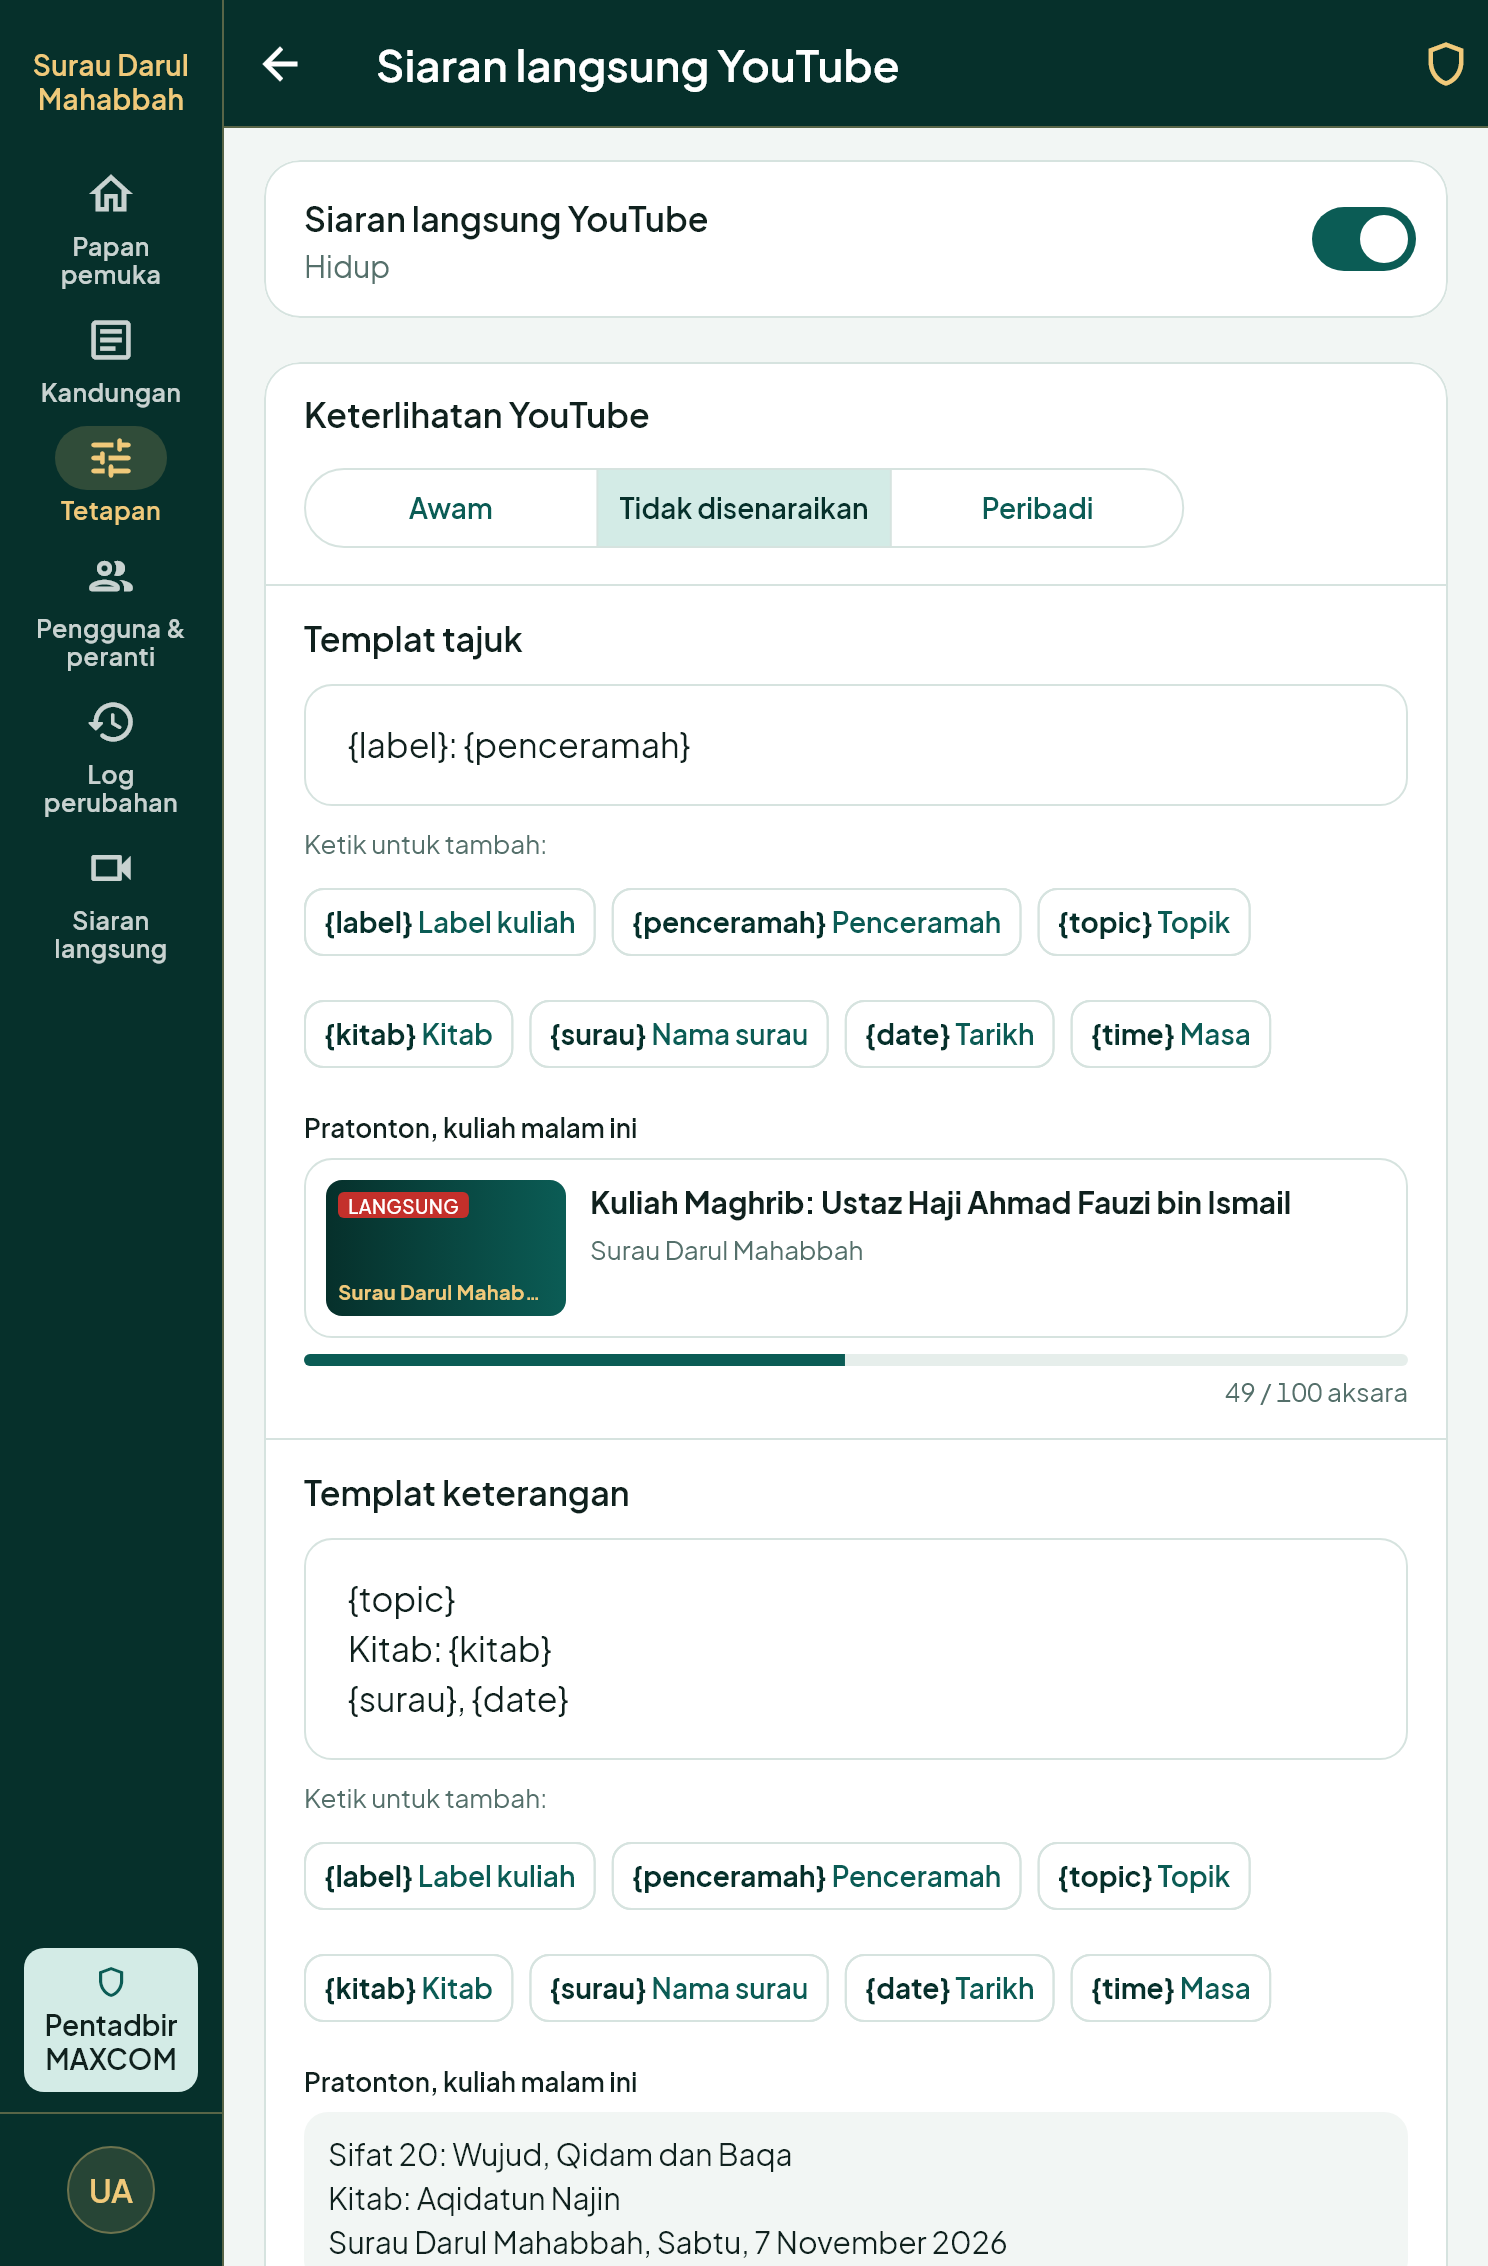 Surau Darul
Mahabbah
Papan
pemuka
Kandungan
Tetapan
Pengguna &
peranti
Log
perubahan
Siaran
langsung
Pentadbir
MAXCOM
UA
Siaran langsung YouTube
Siaran langsung YouTube
Hidup
Keterlihatan YouTube
Awam
Tidak disenaraikan
Peribadi
Templat tajuk
{label}: {penceramah}
Ketik untuk tambah:
{label} Label kuliah
{penceramah} Penceramah
{topic} Topik
{kitab} Kitab
{surau} Nama surau
{date} Tarikh
{time} Masa
Pratonton, kuliah malam ini
LANGSUNG
Surau Darul Mahab...
Kuliah Maghrib: Ustaz Haji Ahmad Fauzi bin Ismail
Surau Darul Mahabbah
49 / 100 aksara
Templat keterangan
{topic}
Kitab: {kitab}
{surau}, {date}
Ketik untuk tambah:
{label} Label kuliah
{penceramah} Penceramah
{topic} Topik
{kitab} Kitab
{surau} Nama surau
{date} Tarikh
{time} Masa
Pratonton, kuliah malam ini
Sifat 20: Wujud, Qidam dan Baqa
Kitab: Aqidatun Najin
Surau Darul Mahabbah, Sabtu, 7 November 2026